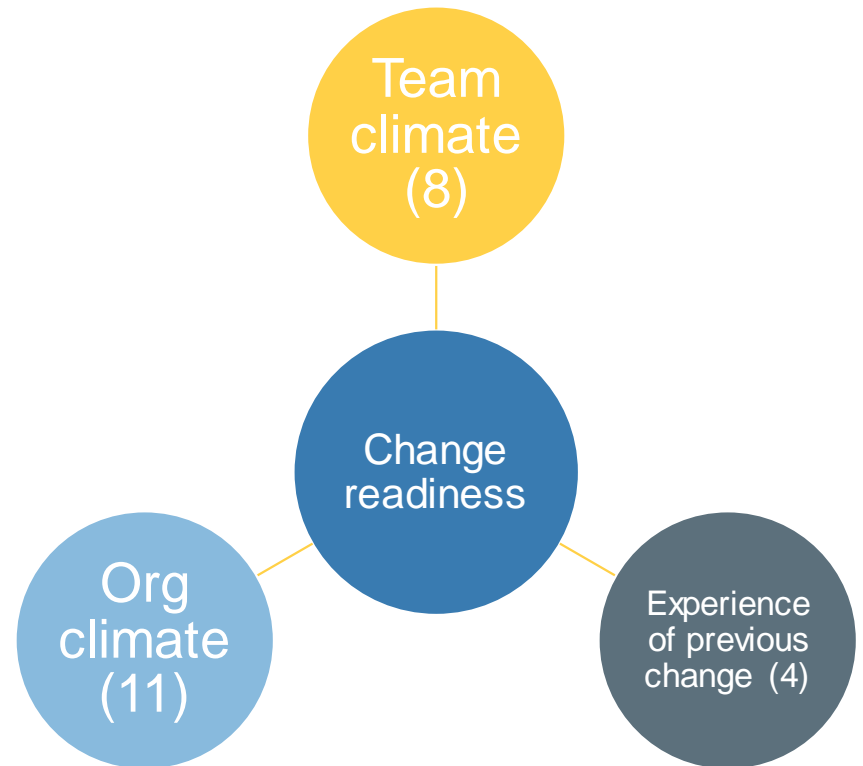 Team
climate
(8)
Change
readiness
Org
climate
(11)
Experience
of previous
change (4)